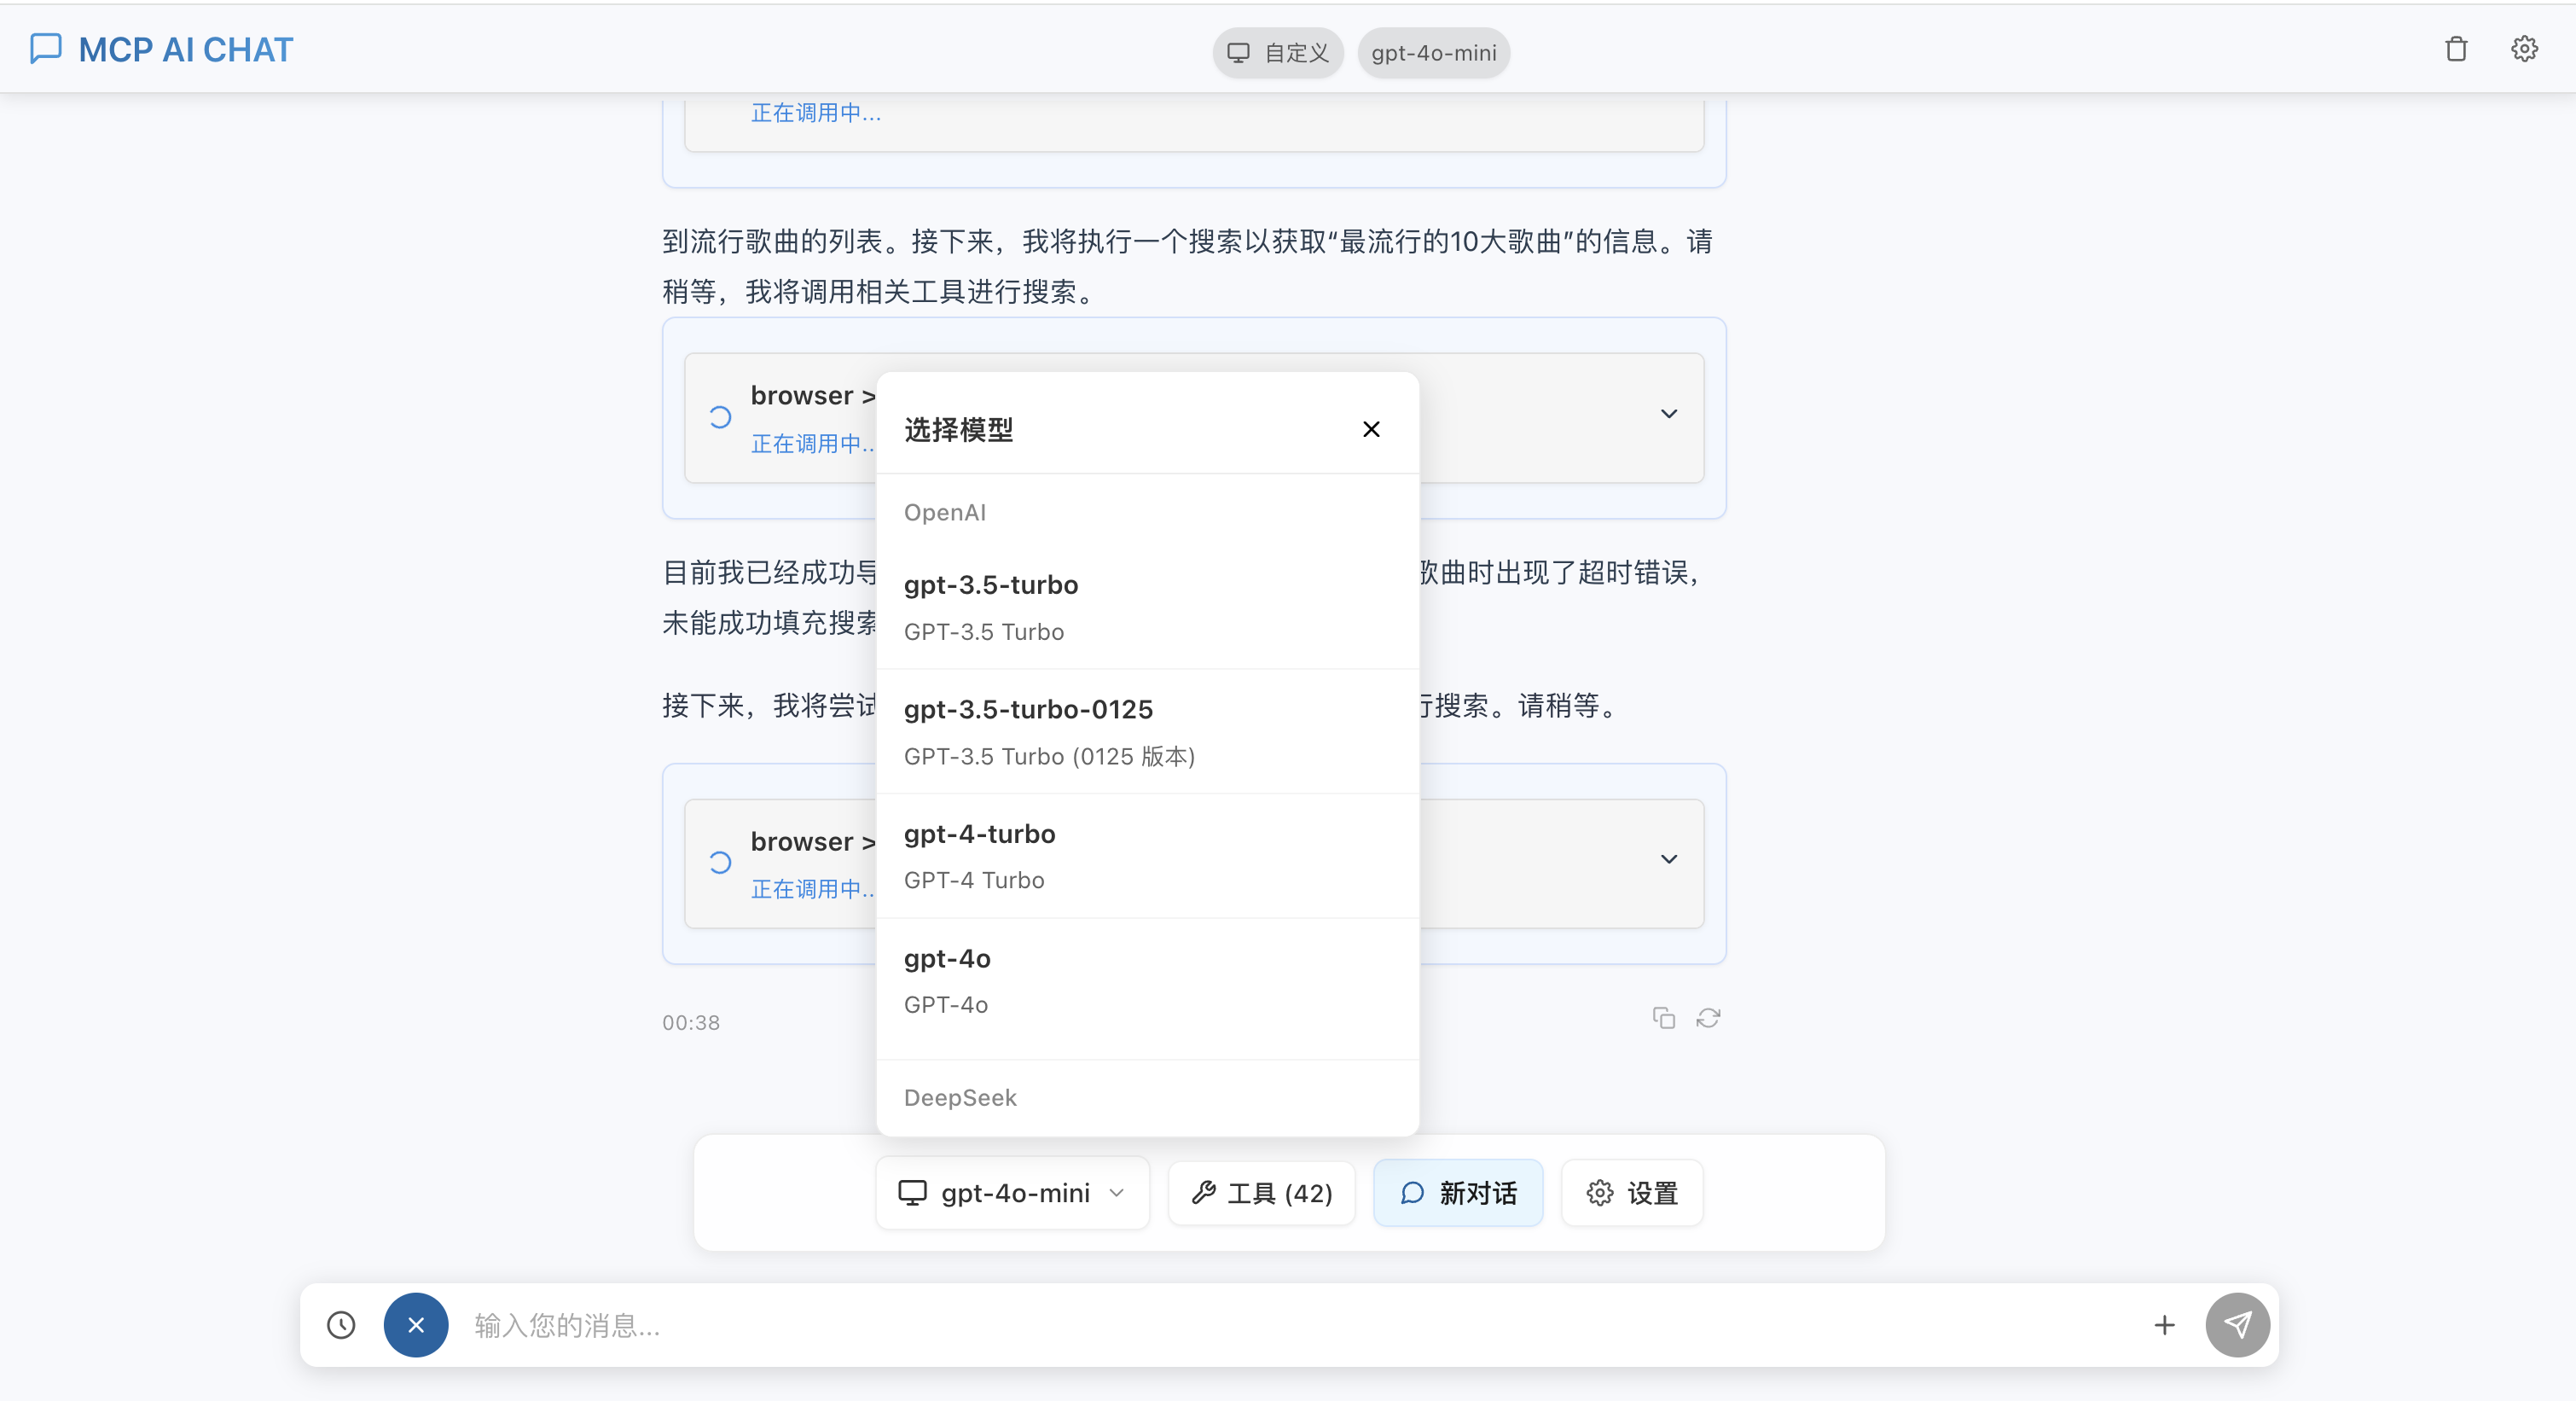 MCP AI CHAT
自定义
gpt-4o-mini
正在调用中...
到流行歌曲的列表。接下来，我将执行一个搜索以获取“最流行的10大歌曲”的信息。请
稍等，我将调用相关工具进行搜索。
browser >
正在调用中..
目前我已经成功导
歌曲时出现了超时错误，
未能成功填充搜索
接下来，我将尝试
行搜索。请稍等。
browser >
正在调用中..
00:38
选择模型
OpenAI
gpt-3.5-turbo
GPT-3.5 Turbo
gpt-3.5-turbo-0125
GPT-3.5 Turbo (0125 版本)
gpt-4-turbo
GPT-4 Turbo
gpt-4o
GPT-4o
DeepSeek
gpt-4o-mini
工具 (42)
新对话
设置
输入您的消息...